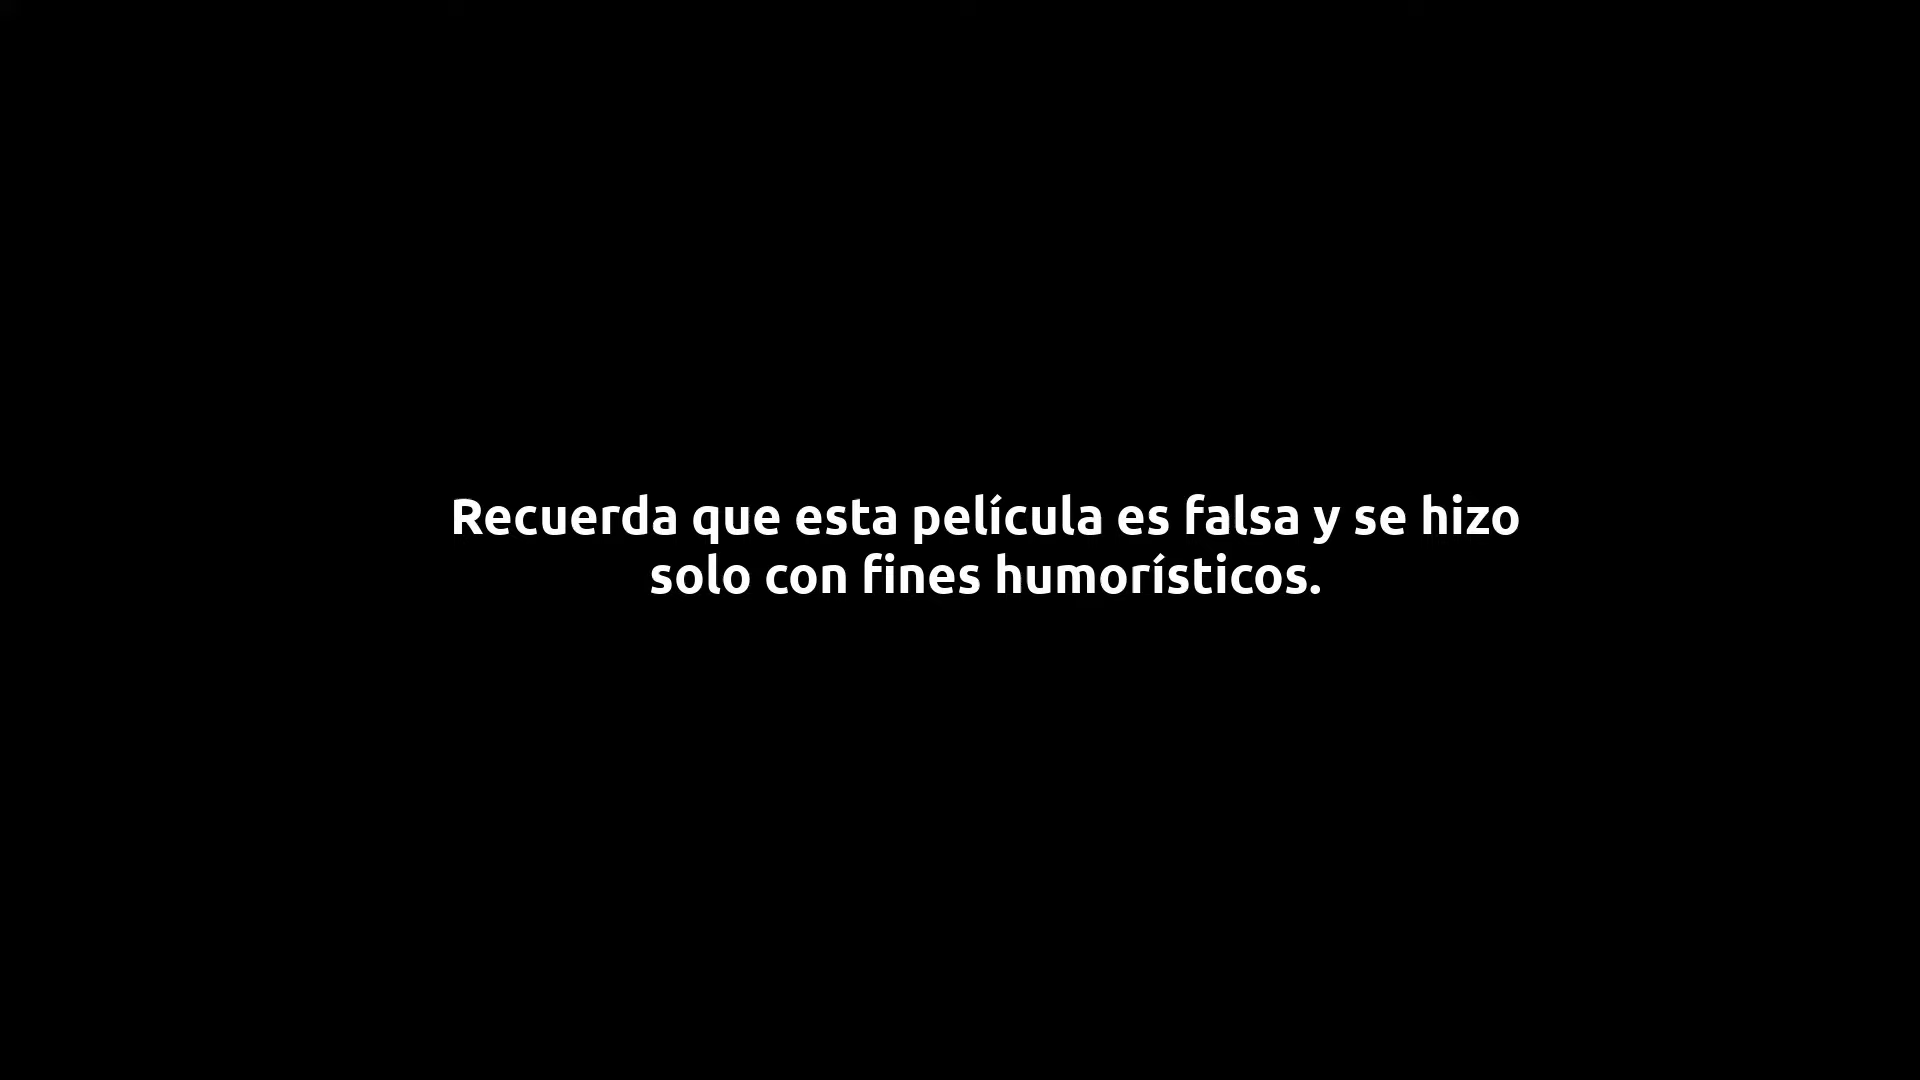 Recuerda que esta película es falsa y se hizo
solo con fines humorísticos.